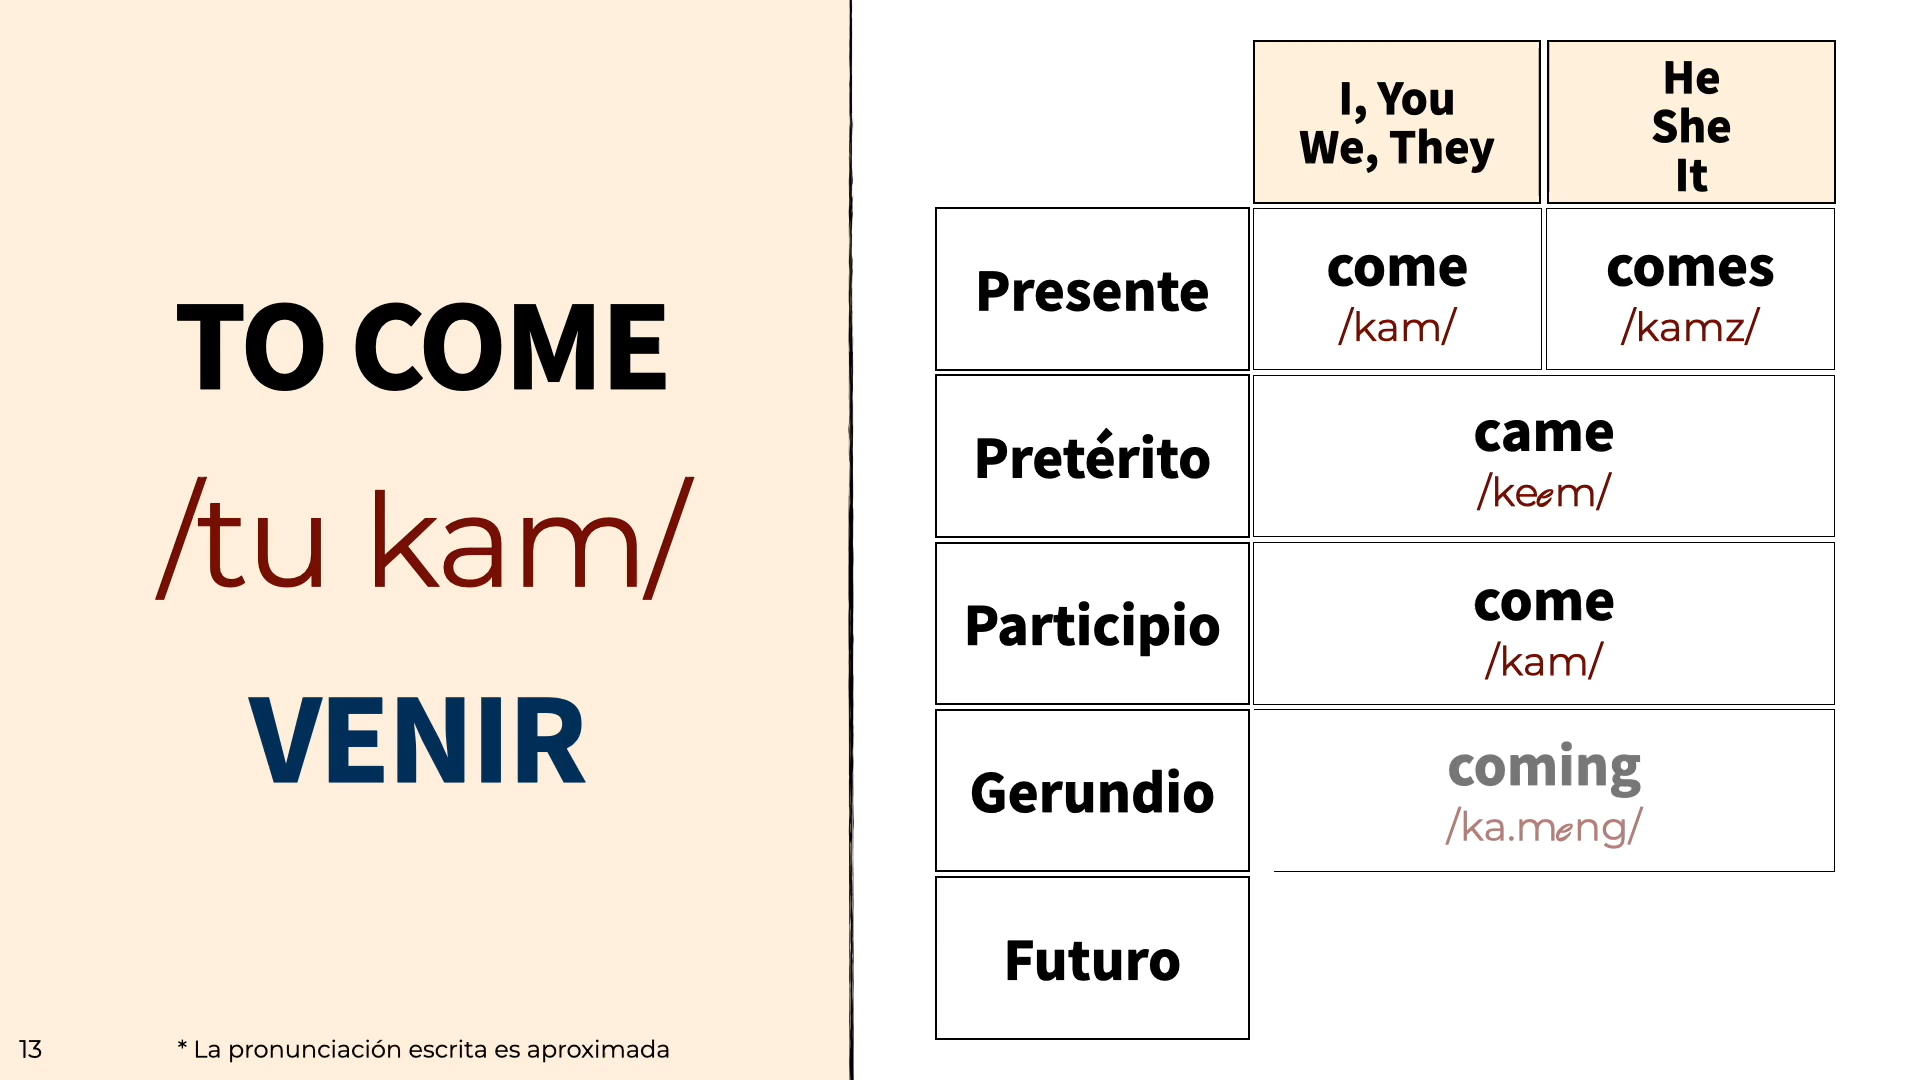 TO COME
/tu kam/
VENIR
13
* La pronunciación escrita es aproximada
I, You
We, They
He
She
It
Presente
come
/kam/
comes
/kamz/
Pretérito
came
/keem/
Participio
come
/kam/
Gerundio
coming
/ka.meng/
Futuro